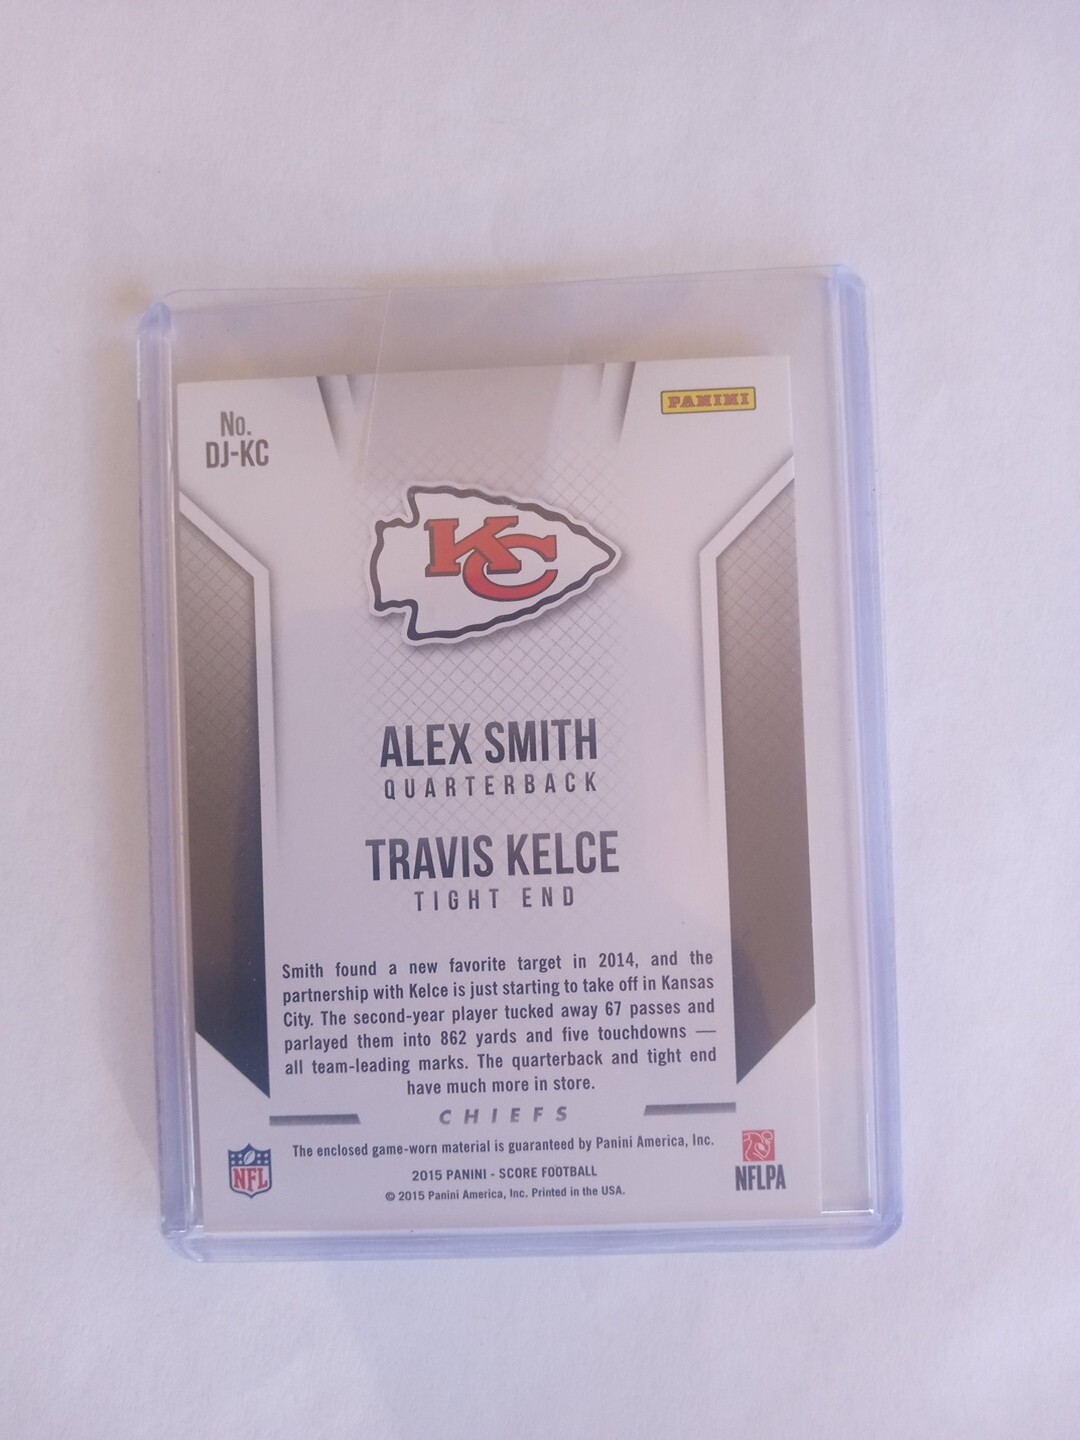 No.
DJ-KC
PANINI
KC
ALEX SMITH
QUARTERBACK
TRAVIS KELCE
TIGHT END
Smith found a new favorite target in 2014, and the
partnership with Kelce is just starting to take off in Kansas
City. The second-year player tucked away 67 passes and
parlayed them into 862 yards and five touchdowns —
all team-leading marks. The quarterback and tight end
have much more in store.
CHIEFS
The enclosed game-worn material is guaranteed by Panini America, Inc.
2015 PANINI - SCORE FOOTBALL
© 2015 Panini America, Inc. Printed in the USA.
NFL
NFLPA